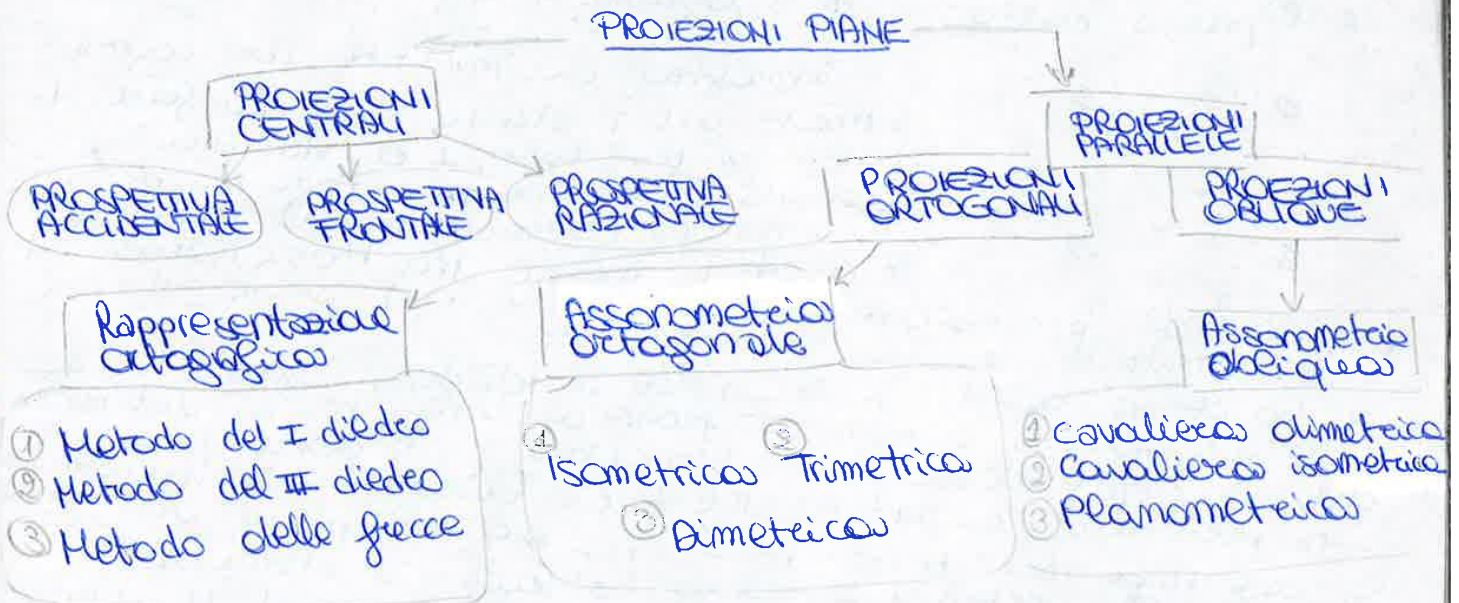 PROIEZIONI PIANE
PROIEZIONI
CENTRALI
PROIEZIONI
PARALLELE
PROSPETTIVA
ACCIDENTALE
PROSPETTIVA
FRONTALE
PROSPETTIVA
RAZIONALE
PROIEZIONI
ORTOGONALI
PROEZIONI
OBLIQUE
Rappresentazione
ortografica
Assonometria
ortogonale
Assonometria
obliqua
① Metodo del I diedro
② Metodo del III diedro
③ Metodo delle frecce
①
Isometrica
②
Trimetrica
③ Dimetrica
① cavaliera dimetrica
② cavaliera isometrica
③ Planometrica